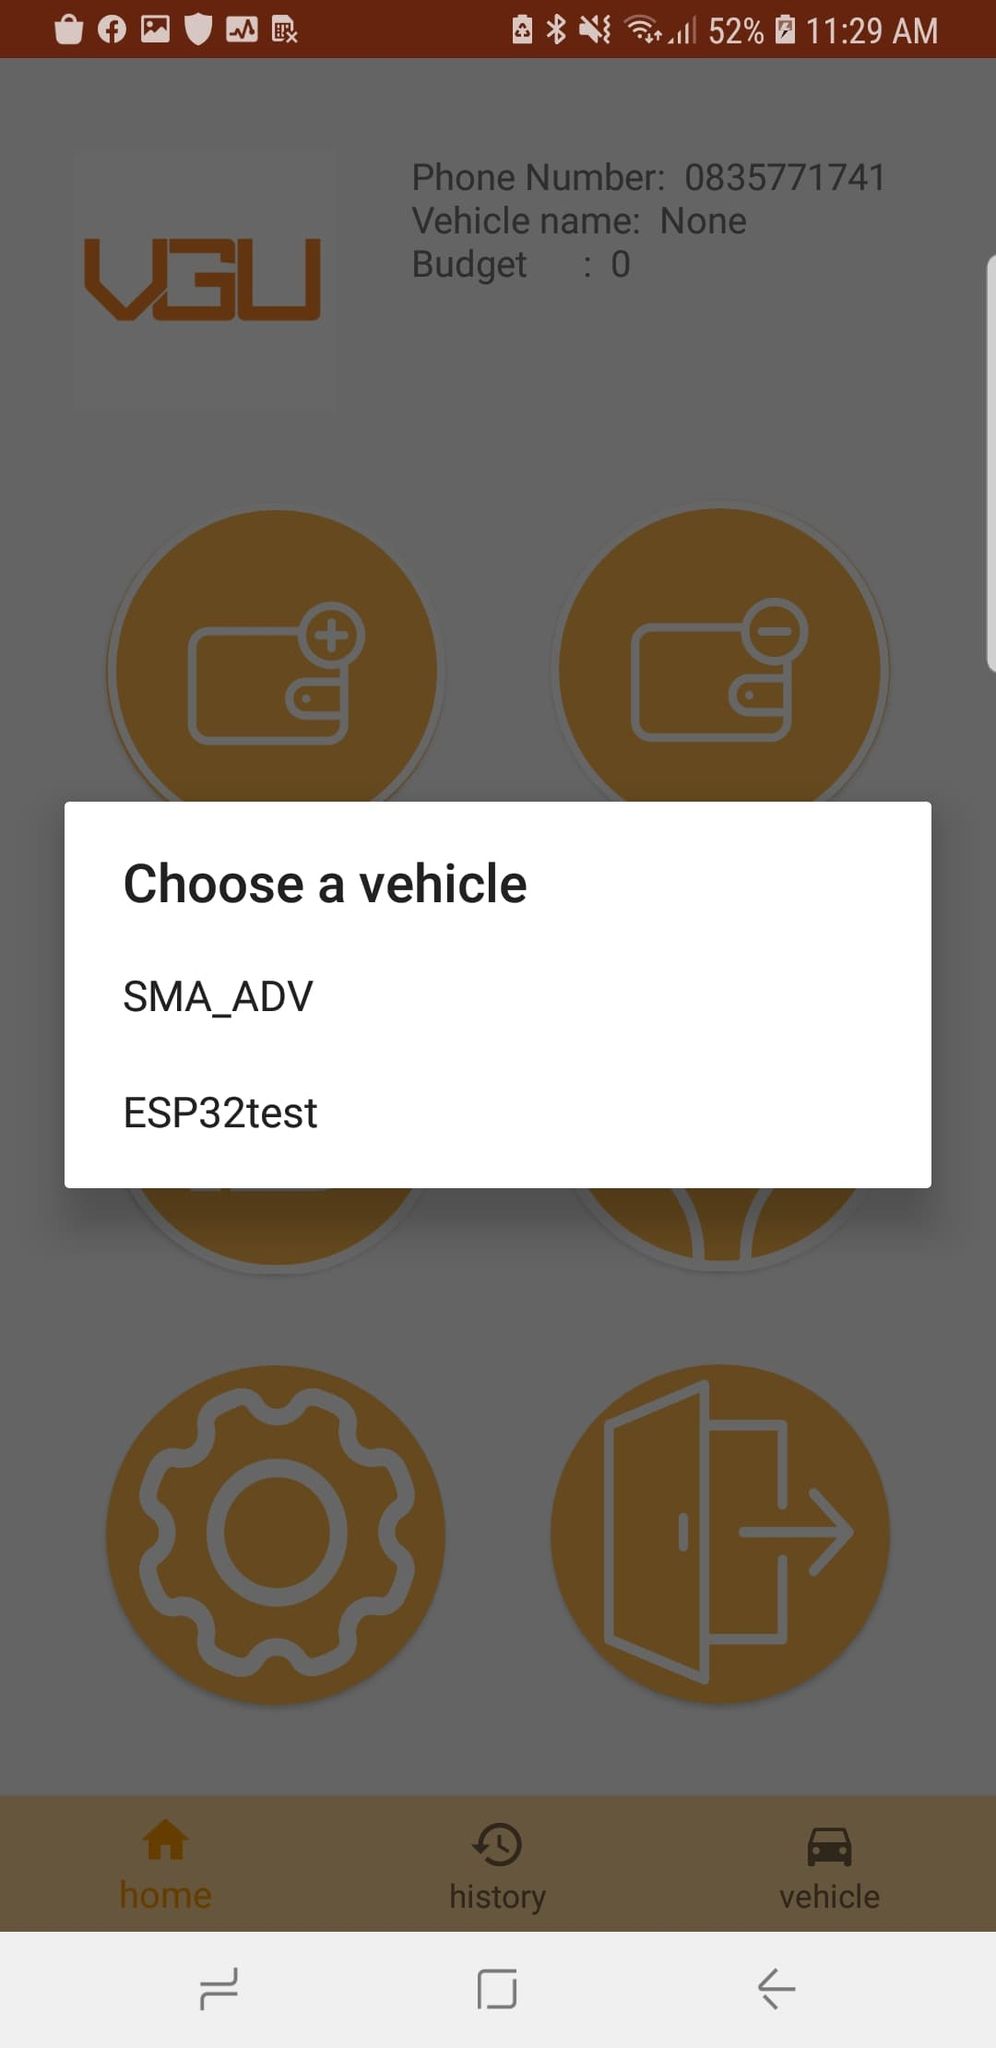 52% 11:29 AM
VGU
Phone Number: 0835771741
Vehicle name: None
Budget : 0
Choose a vehicle
SMA_ADV
ESP32test
home
history
vehicle